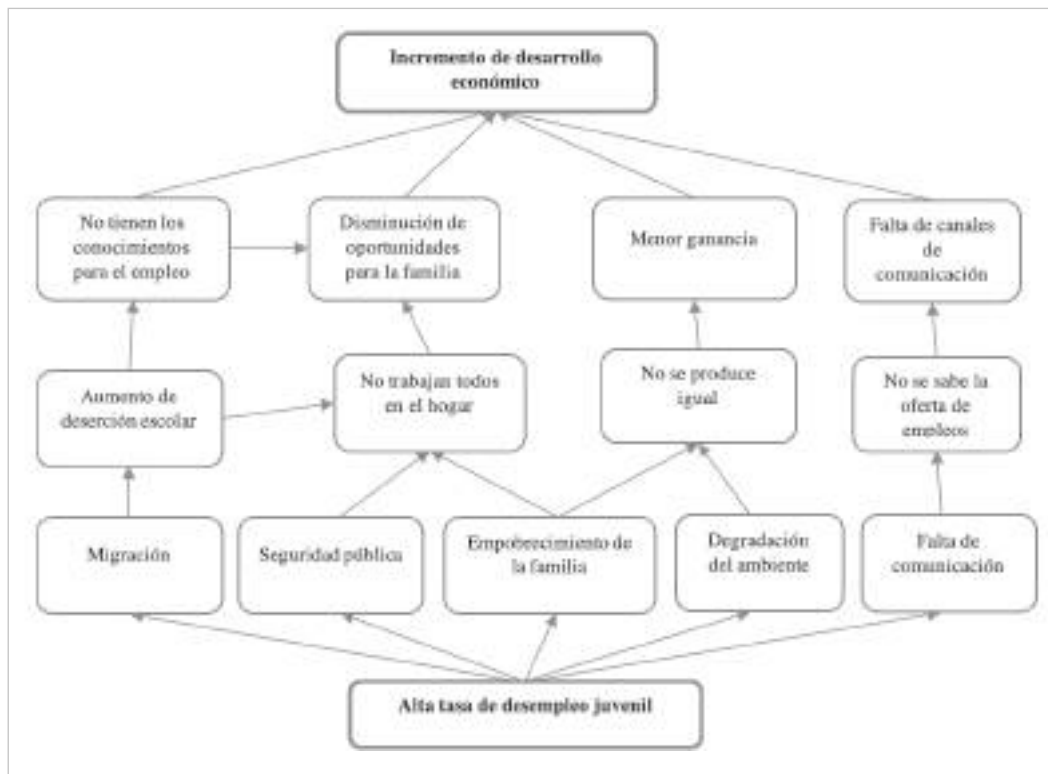 Incremento de desarrollo
económico
No tienen los
conocimientos
para el empleo
Disminución de
oportunidades
para la familia
Menor ganancia
Falta de canales
de
comunicación
Aumento de
deserción escolar
No trabajan todos
en el hogar
No se produce
igual
No se sabe la
oferta de
empleos
Migración
Seguridad pública
Empobrecimiento de
la familia
Degradación
del ambiente
Falta de
comunicación
Alta tasa de desempleo juvenil